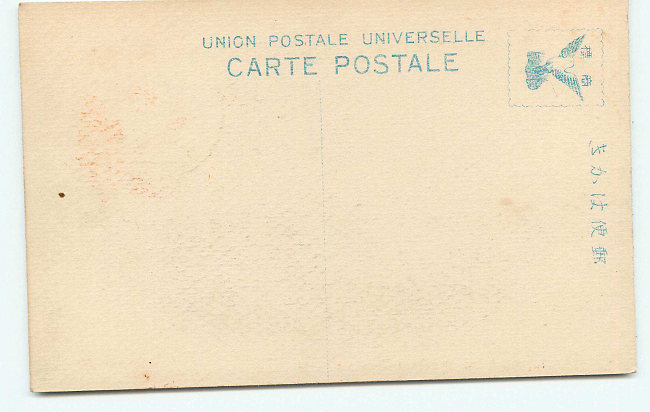 UNION POSTALE UNIVERSELLE
CARTE POSTALE
郵便はかき